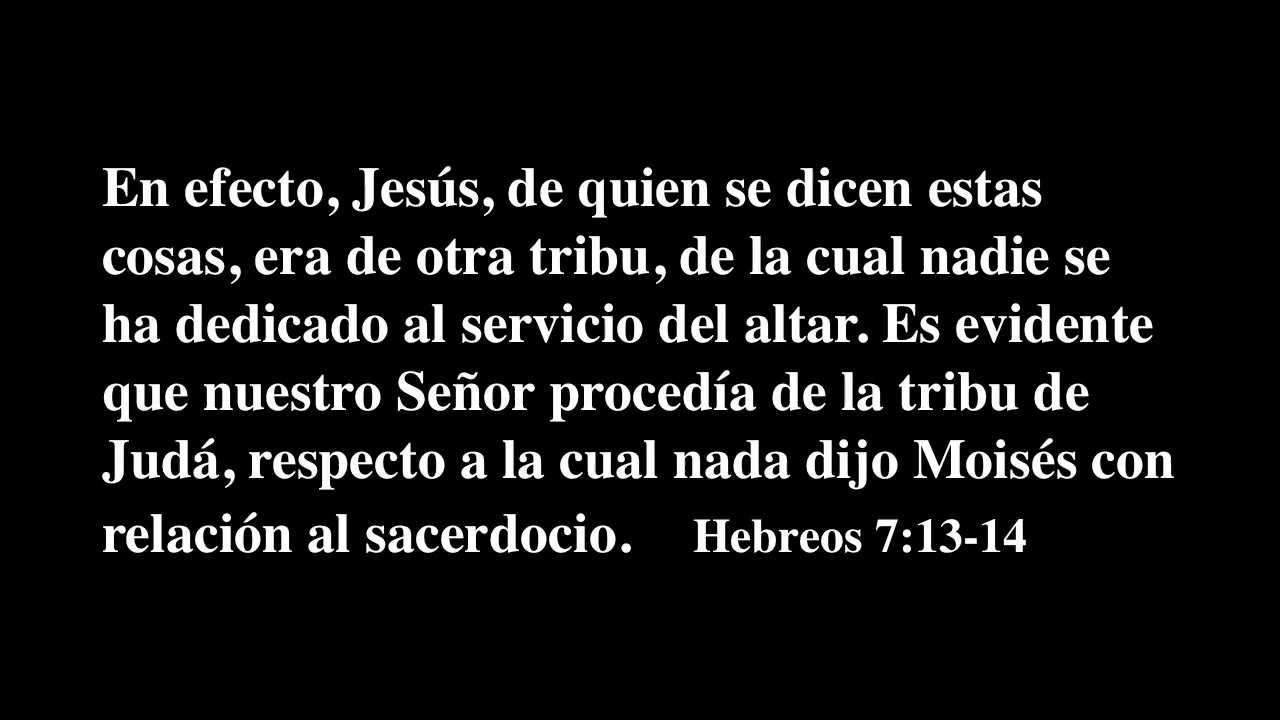 En efecto, Jesús, de quien se dicen estas
cosas, era de otra tribu, de la cual nadie se
ha dedicado al servicio del altar. Es evidente
que nuestro Señor procedía de la tribu de
Judá, respecto a la cual nada dijo Moisés con
relación al sacerdocio. Hebreos 7:13-14